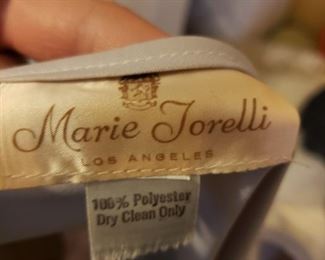 Marie Torelli
LOS ANGELES
100% Polyester
Dry Clean Only